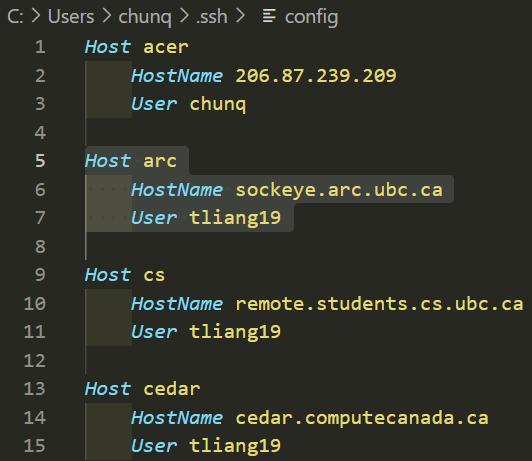 C: > Users > chunq > .ssh > config
1 Host acer
2 HostName 206.87.239.209
3 User chunq
4
5 Host arc
6 HostName sockeye.arc.ubc.ca
7 User tliang19
8
9 Host cs
10 HostName remote.students.cs.ubc.ca
11 User tliang19
12
13 Host cedar
14 HostName cedar.computecanada.ca
15 User tliang19